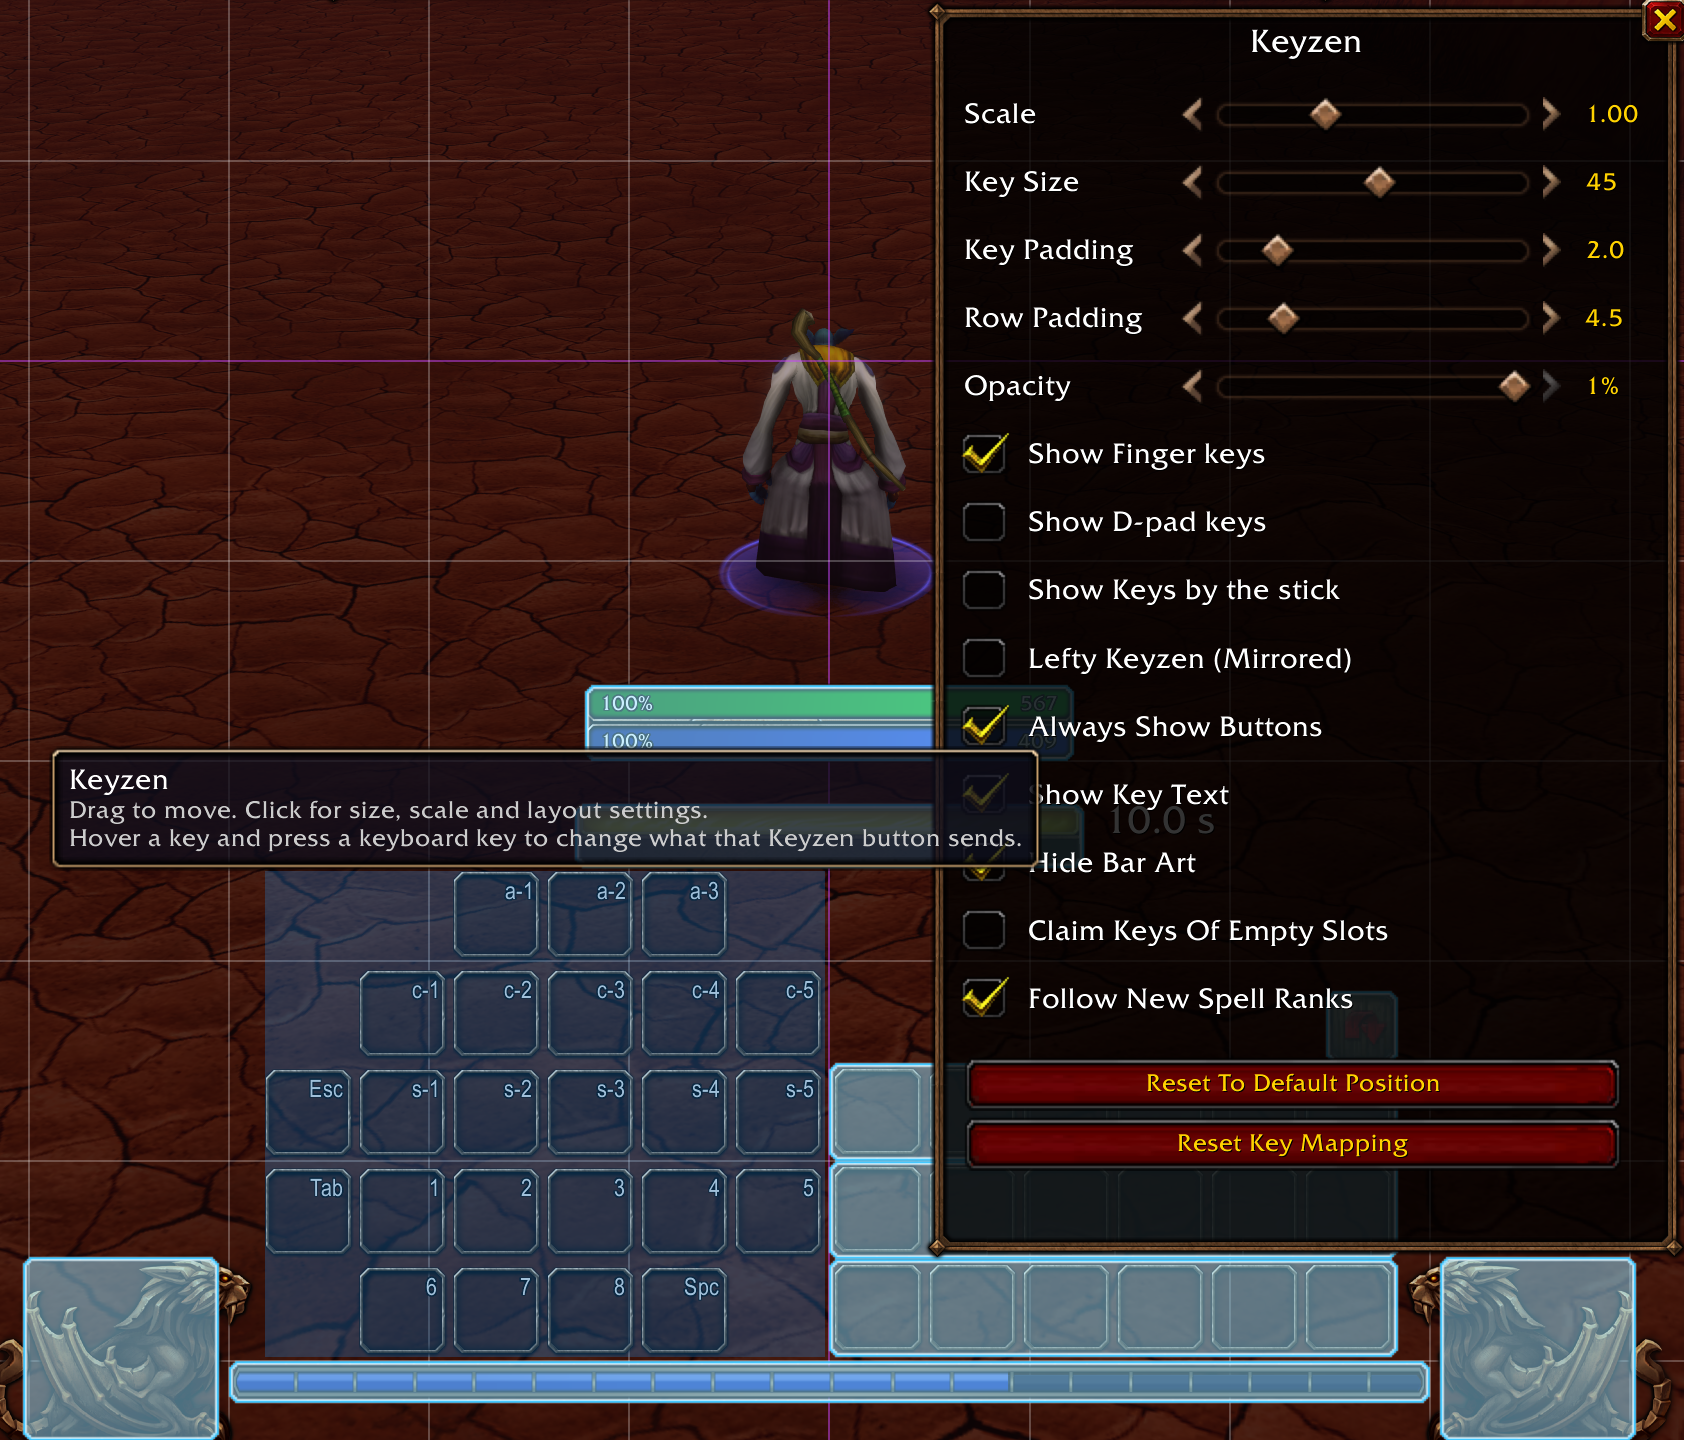 Keyzen
Scale 1.00
Key Size 45
Key Padding 2.0
Row Padding 4.5
Opacity 1%
Show Finger keys
Show D-pad keys
Show Keys by the stick
Lefty Keyzen (Mirrored)
100% 567
Always Show Buttons
100% 409
Keyzen
Drag to move. Click for size, scale and layout settings.
Hover a key and press a keyboard key to change what that Keyzen button sends.
Show Key Text
10.0 s
Hide Bar Art
a-1 a-2 a-3
Claim Keys Of Empty Slots
c-1 c-2 c-3 c-4 c-5
Follow New Spell Ranks
Esc s-1 s-2 s-3 s-4 s-5
Reset To Default Position
Reset Key Mapping
Tab 1 2 3 4 5
6 7 8 Spc